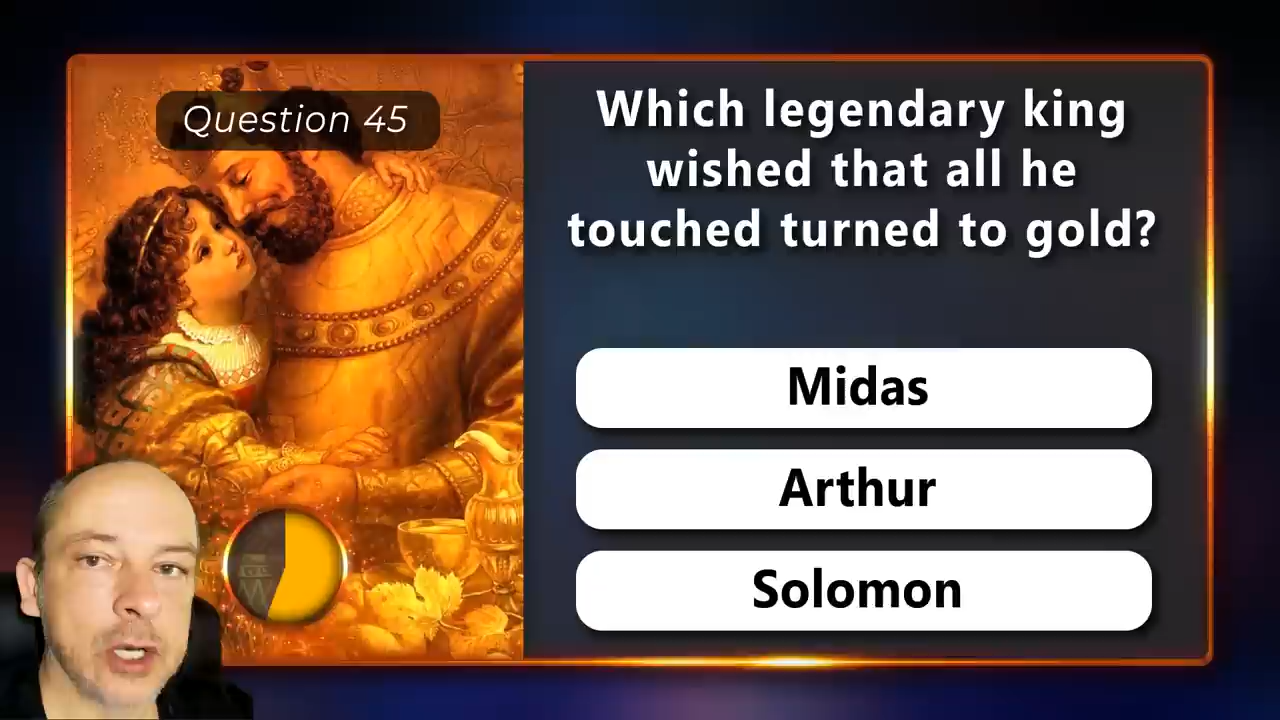 Question 45
Which legendary king
wished that all he
touched turned to gold?
Midas
Arthur
Solomon